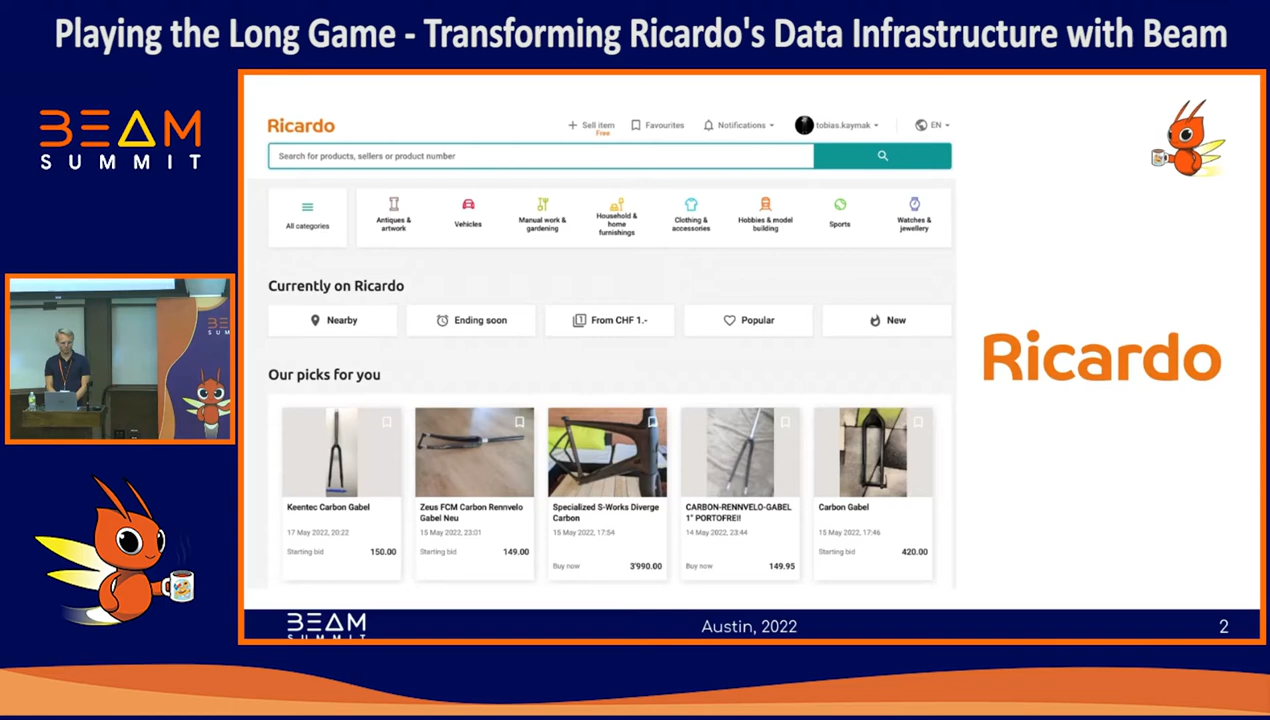 Playing the Long Game - Transforming Ricardo's Data Infrastructure with Beam
BEAM
SUMMIT
Ricardo
Sell item
Free
Favourites
Notifications
tobias.kaymak
EN
Search for products, sellers or product number
All categories
Antiques &
artwork
Vehicles
Manual work &
gardening
Household &
home
furnishings
Clothing &
accessories
Hobbies & model
building
Sports
Watches &
jewellery
Currently on Ricardo
Nearby
Ending soon
From CHF 1.-
Popular
New
Our picks for you
Keentec Carbon Gabel
17 May 2022, 20:22
Starting bid 150.00
Zeus FCM Carbon Rennvelo
Gabel Neu
15 May 2022, 23:01
Starting bid 149.00
Specialized S-Works Diverge
Carbon
15 May 2022, 17:54
Buy now 3'990.00
CARBON-RENNVELO-GABEL
1" PORTOFREI!
14 May 2022, 23:44
Buy now 149.95
Carbon Gabel
15 May 2022, 17:46
Starting bid 420.00
Ricardo
BEAM
SUMMIT
Austin, 2022
2